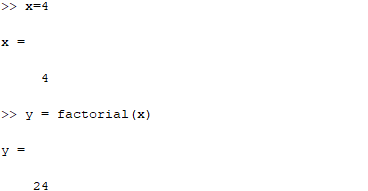 >> x=4
x =
4
>> y = factorial(x)
y =
24